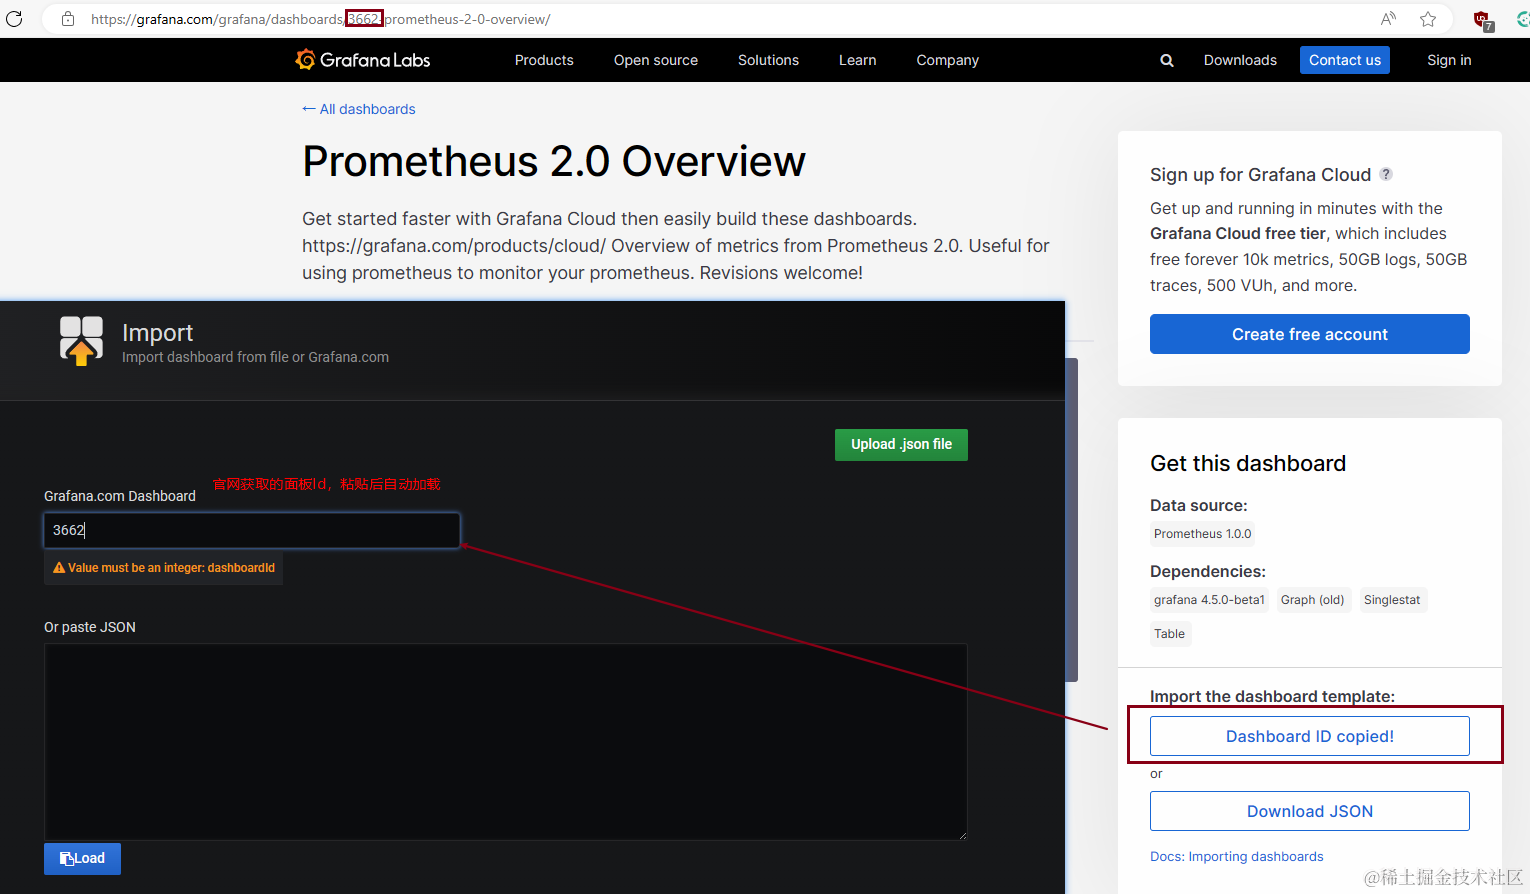 https://grafana.com/grafana/dashboards/3662-prometheus-2-0-overview/
7
Grafana Labs
Products
Open source
Solutions
Learn
Company
Downloads
Contact us
Sign in
← All dashboards
Prometheus 2.0 Overview
Get started faster with Grafana Cloud then easily build these dashboards.
https://grafana.com/products/cloud/ Overview of metrics from Prometheus 2.0. Useful for
using prometheus to monitor your prometheus. Revisions welcome!
Import
Import dashboard from file or Grafana.com
Upload .json file
官网获取的面板Id，粘贴后自动加载
Grafana.com Dashboard
3662
Value must be an integer: dashboardId
Or paste JSON
Load
Sign up for Grafana Cloud ?
Get up and running in minutes with the
Grafana Cloud free tier, which includes
free forever 10k metrics, 50GB logs, 50GB
traces, 500 VUh, and more.
Create free account
Get this dashboard
Data source:
Prometheus 1.0.0
Dependencies:
grafana 4.5.0-beta1
Graph (old)
Singlestat
Table
Import the dashboard template:
Dashboard ID copied!
or
Download JSON
Docs: Importing dashboards
@稀土掘金技术社区